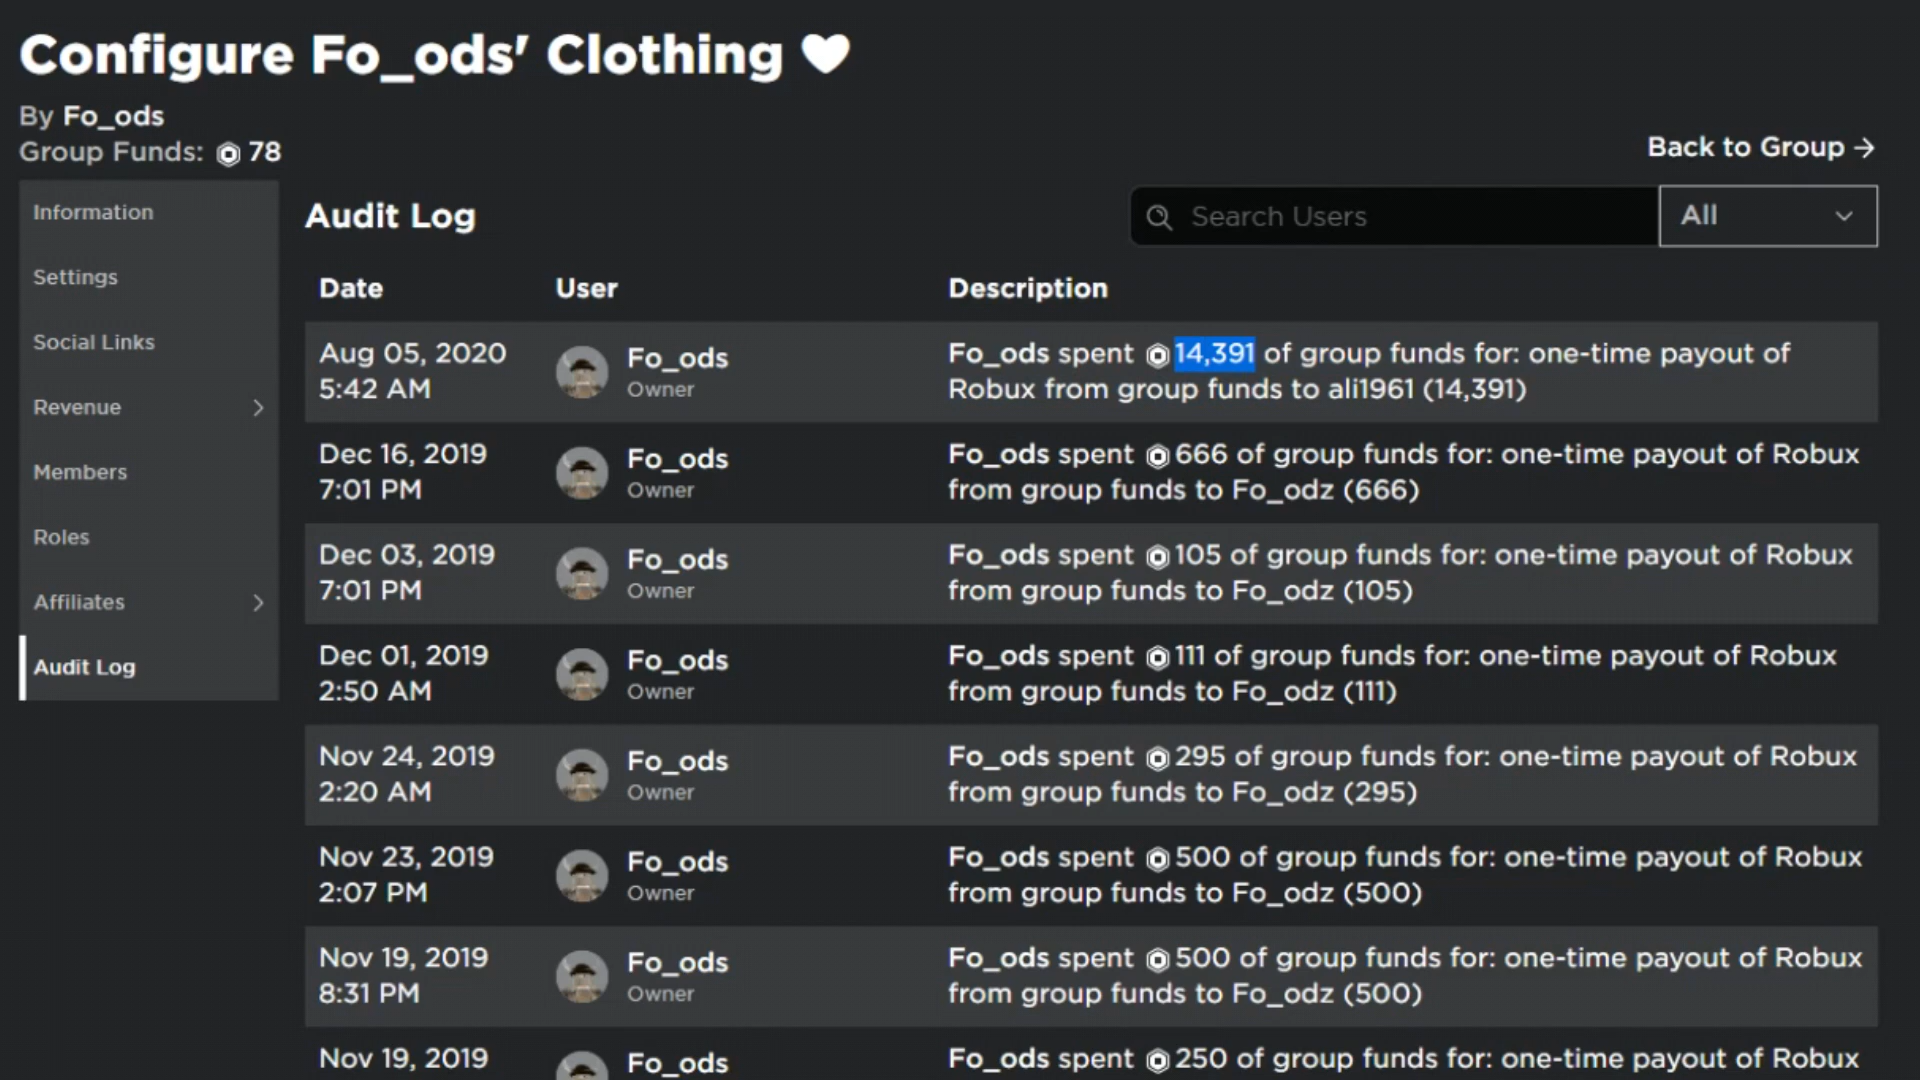 Configure Fo_ods' Clothing
By Fo_ods
Group Funds: 78
Back to Group
Information
Settings
Social Links
Revenue
Members
Roles
Affiliates
Audit Log
Audit Log
Search Users
All
Date User Description
Aug 05, 2020
5:42 AM
Fo_ods
Owner
Fo_ods spent 14,391 of group funds for: one-time payout of
Robux from group funds to ali1961 (14,391)
Dec 16, 2019
7:01 PM
Fo_ods
Owner
Fo_ods spent 666 of group funds for: one-time payout of Robux
from group funds to Fo_odz (666)
Dec 03, 2019
7:01 PM
Fo_ods
Owner
Fo_ods spent 105 of group funds for: one-time payout of Robux
from group funds to Fo_odz (105)
Dec 01, 2019
2:50 AM
Fo_ods
Owner
Fo_ods spent 111 of group funds for: one-time payout of Robux
from group funds to Fo_odz (111)
Nov 24, 2019
2:20 AM
Fo_ods
Owner
Fo_ods spent 295 of group funds for: one-time payout of Robux
from group funds to Fo_odz (295)
Nov 23, 2019
2:07 PM
Fo_ods
Owner
Fo_ods spent 500 of group funds for: one-time payout of Robux
from group funds to Fo_odz (500)
Nov 19, 2019
8:31 PM
Fo_ods
Owner
Fo_ods spent 500 of group funds for: one-time payout of Robux
from group funds to Fo_odz (500)
Nov 19, 2019
Fo_ods
Fo_ods spent 250 of group funds for: one-time payout of Robux